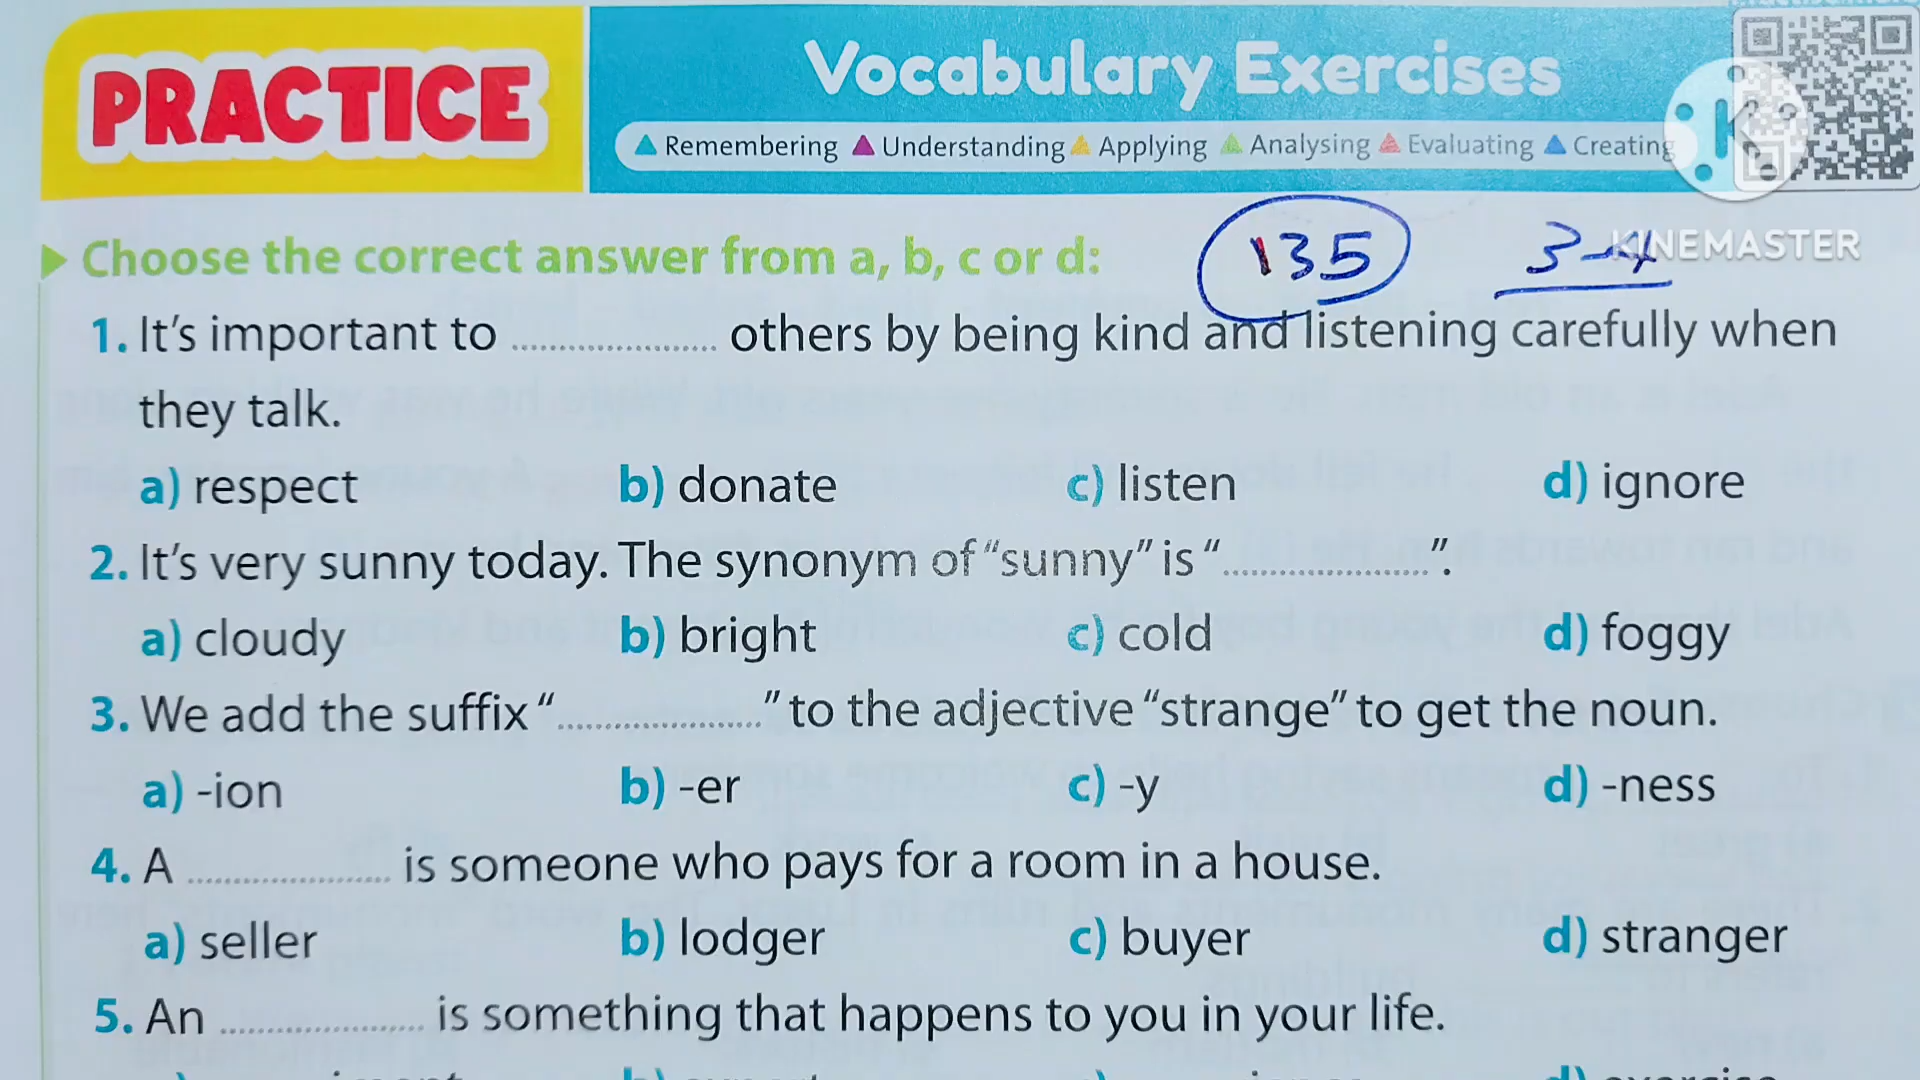 PRACTICE
Vocabulary Exercises
Remembering Understanding Applying Analysing Evaluating Creating
KINEMASTER
Choose the correct answer from a, b, c or d:
135
3-4
1. It's important to .................... others by being kind and listening carefully when
they talk.
a) respect b) donate c) listen d) ignore
2. It's very sunny today. The synonym of "sunny" is "....................".
a) cloudy b) bright c) cold d) foggy
3. We add the suffix "...................." to the adjective "strange" to get the noun.
a) -ion b) -er c) -y d) -ness
4. A .................... is someone who pays for a room in a house.
a) seller b) lodger c) buyer d) stranger
5. An .................... is something that happens to you in your life.